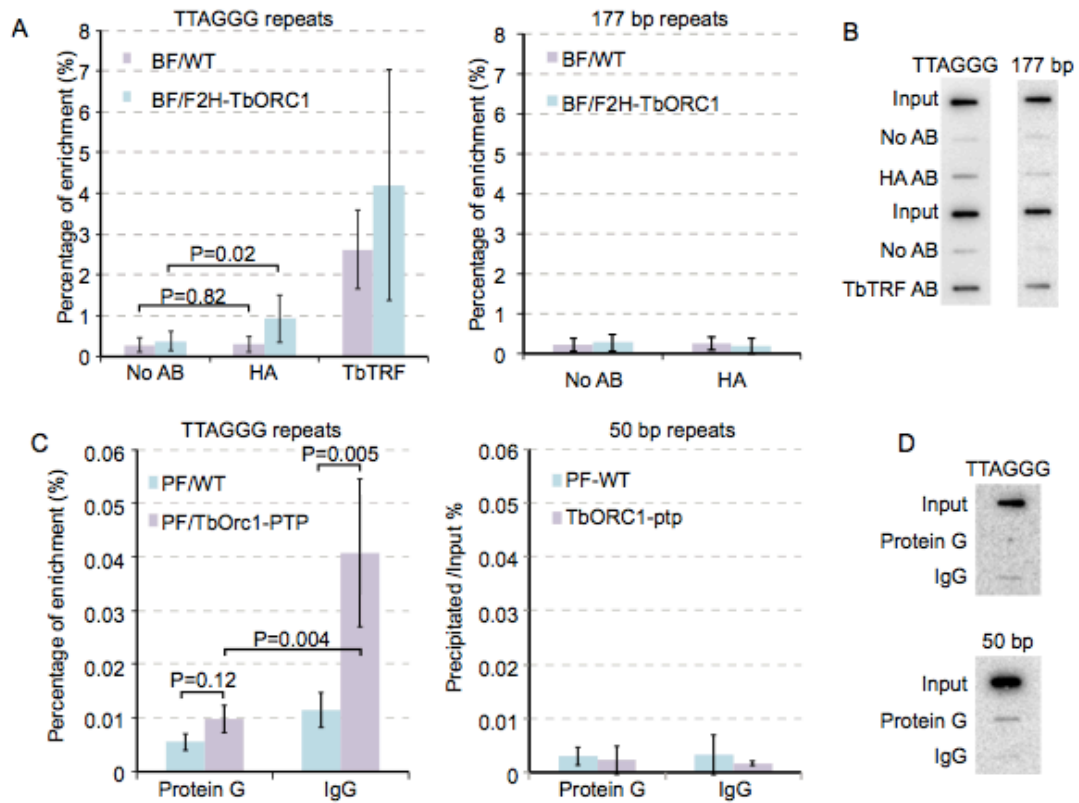 A
TTAGGG repeats
Percentage of enrichment (%)
8
7
6
5
4
3
2
1
0
BF/WT
BF/F2H-TbORC1
P=0.02
P=0.82
No AB
HA
TbTRF
177 bp repeats
Percentage of enrichment (%)
8
7
6
5
4
3
2
1
0
BF/WT
BF/F2H-TbORC1
No AB
HA
B
TTAGGG 177 bp
Input
No AB
HA AB
Input
No AB
TbTRF AB
C
TTAGGG repeats
Percentage of enrichment (%)
0.06
0.05
0.04
0.03
0.02
0.01
0
PF/WT
PF/TbOrc1-PTP
P=0.005
P=0.004
P=0.12
Protein G
IgG
50 bp repeats
Precipitated /Input %
0.06
0.05
0.04
0.03
0.02
0.01
0
PF-WT
TbORC1-ptp
Protein G
IgG
D
TTAGGG
Input
Protein G
IgG
50 bp
Input
Protein G
IgG